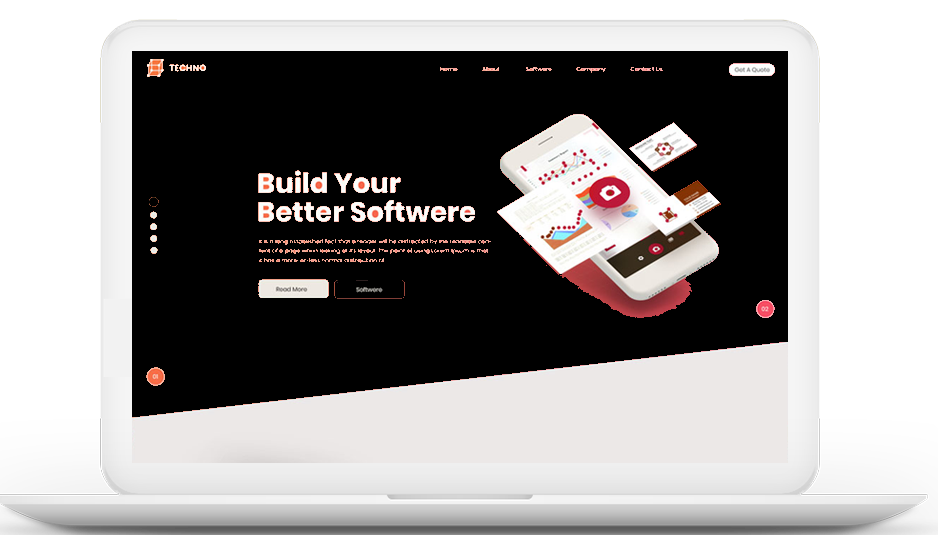 TECHNO
Home About Software Company Contact Us
Get A Quote
Build Your
Better Softwere
It is a long established fact that a reader will be distracted by the readable con-
tent of a page when looking at its layout. The point of using Lorem Ipsum is that
it has a more-or-less normal distribution of
Read More Softwere
02
01